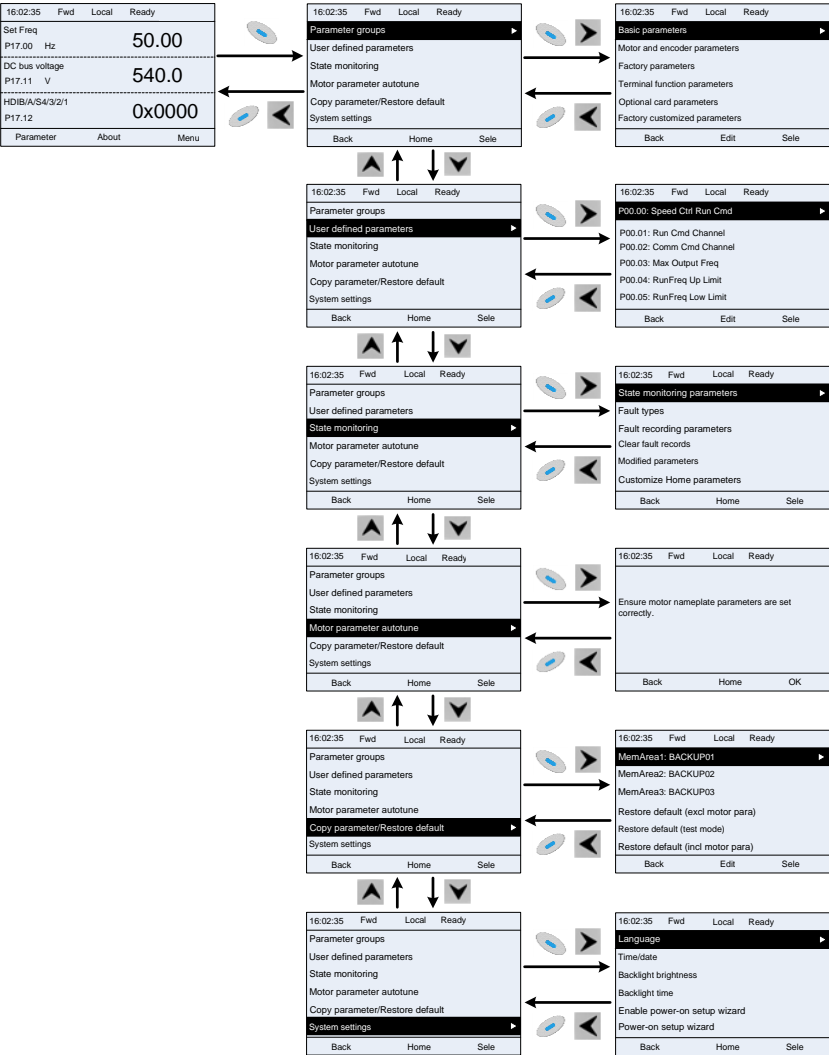 16:02:35 Fwd Local Ready
Set Freq
P17.00 Hz 50.00
DC bus voltage
P17.11 V 540.0
HDIB/A/S4/3/2/1
P17.12 0x0000
Parameter About Menu
16:02:35 Fwd Local Ready
Parameter groups
User defined parameters
State monitoring
Motor parameter autotune
Copy parameter/Restore default
System settings
Back Home Sele
16:02:35 Fwd Local Ready
Basic parameters
Motor and encoder parameters
Factory parameters
Terminal function parameters
Optional card parameters
Factory customized parameters
Back Edit Sele
16:02:35 Fwd Local Ready
Parameter groups
User defined parameters
State monitoring
Motor parameter autotune
Copy parameter/Restore default
System settings
Back Home Sele
16:02:35 Fwd Local Ready
P00.00: Speed Ctrl Run Cmd
P00.01: Run Cmd Channel
P00.02: Comm Cmd Channel
P00.03: Max Output Freq
P00.04: RunFreq Up Limit
P00.05: RunFreq Low Limit
Back Edit Sele
16:02:35 Fwd Local Ready
Parameter groups
User defined parameters
State monitoring
Motor parameter autotune
Copy parameter/Restore default
System settings
Back Home Sele
16:02:35 Fwd Local Ready
State monitoring parameters
Fault types
Fault recording parameters
Clear fault records
Modified parameters
Customize Home parameters
Back Home Sele
16:02:35 Fwd Local Ready
Parameter groups
User defined parameters
State monitoring
Motor parameter autotune
Copy parameter/Restore default
System settings
Back Home Sele
16:02:35 Fwd Local Ready
Ensure motor nameplate parameters are set
correctly.
Back Home OK
16:02:35 Fwd Local Ready
Parameter groups
User defined parameters
State monitoring
Motor parameter autotune
Copy parameter/Restore default
System settings
Back Home Sele
16:02:35 Fwd Local Ready
MemArea1: BACKUP01
MemArea2: BACKUP02
MemArea3: BACKUP03
Restore default (excl motor para)
Restore default (test mode)
Restore default (incl motor para)
Back Edit Sele
16:02:35 Fwd Local Ready
Parameter groups
User defined parameters
State monitoring
Motor parameter autotune
Copy parameter/Restore default
System settings
Back Home Sele
16:02:35 Fwd Local Ready
Language
Time/date
Backlight brightness
Backlight time
Enable power-on setup wizard
Power-on setup wizard
Back Home Sele